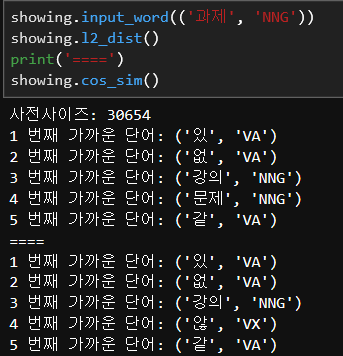 showing.input_word(('과제', 'NNG'))
showing.l2_dist()
print('====')
showing.cos_sim()
사전사이즈: 30654
1 번째 가까운 단어: ('있', 'VA')
2 번째 가까운 단어: ('없', 'VA')
3 번째 가까운 단어: ('강의', 'NNG')
4 번째 가까운 단어: ('문제', 'NNG')
5 번째 가까운 단어: ('같', 'VA')
====
1 번째 가까운 단어: ('있', 'VA')
2 번째 가까운 단어: ('없', 'VA')
3 번째 가까운 단어: ('강의', 'NNG')
4 번째 가까운 단어: ('않', 'VX')
5 번째 가까운 단어: ('같', 'VA')